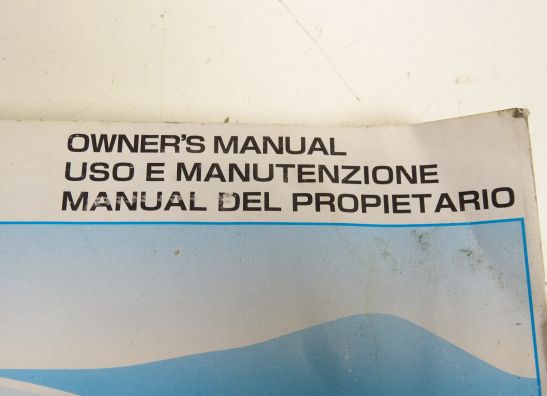 OWNER'S MANUAL
USO E MANUTENZIONE
MANUAL DEL PROPIETARIO